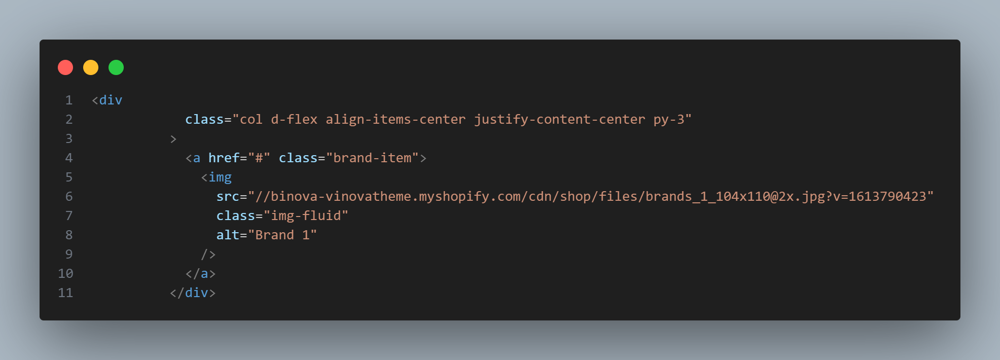 1 <div
2 class="col d-flex align-items-center justify-content-center py-3"
3 >
4 <a href="#" class="brand-item">
5 <img
6 src="//binova-vinovatheme.myshopify.com/cdn/shop/files/brands_1_104x110@2x.jpg?v=1613790423"
7 class="img-fluid"
8 alt="Brand 1"
9 />
10 </a>
11 </div>